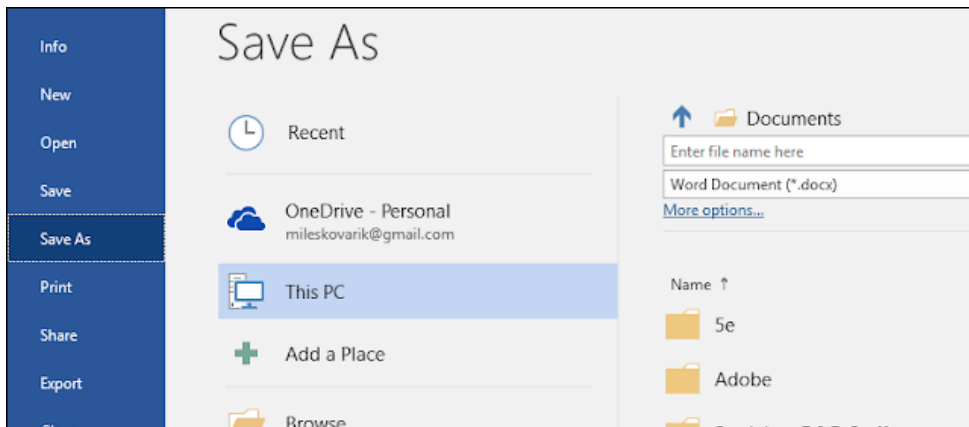 Info
New
Open
Save
Save As
Print
Share
Export
Save As
Recent
OneDrive - Personal
mileskovarik@gmail.com
This PC
Add a Place
Browse
Documents
Enter file name here
Word Document (*.docx)
More options...
Name ↑
5e
Adobe